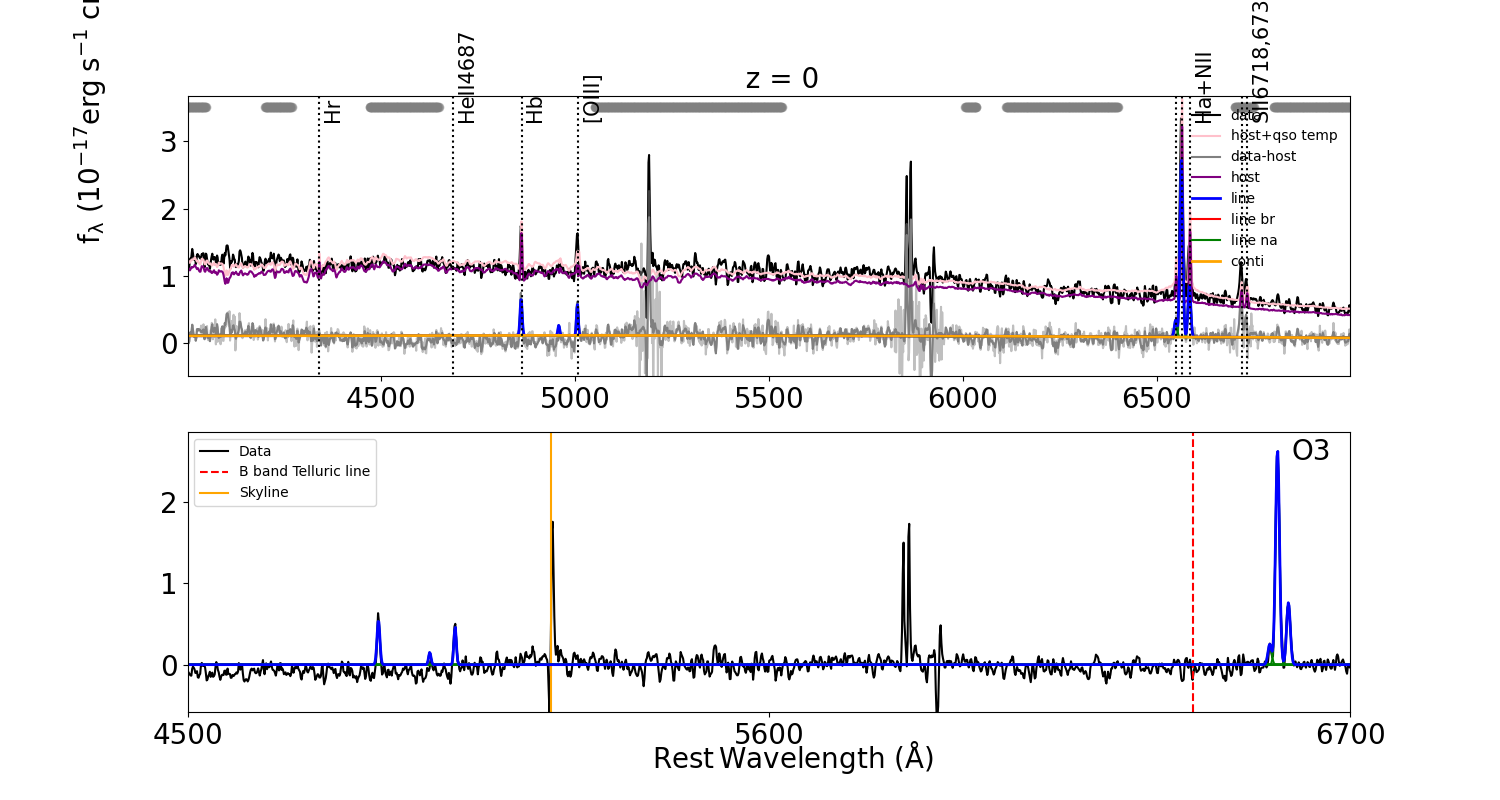 z = 0
f_λ (10^−17 erg s^−1
Hr
HeII4687
Hb
[OIII]
Ha+NII
SII6718,673
data
host+qso temp
data-host
host
line
line br
line na
conti
3
2
1
0
4500 5000 5500 6000 6500
Data
B band Telluric line
Skyline
O3
2
1
0
4500 5600 6700
Rest Wavelength (Å)